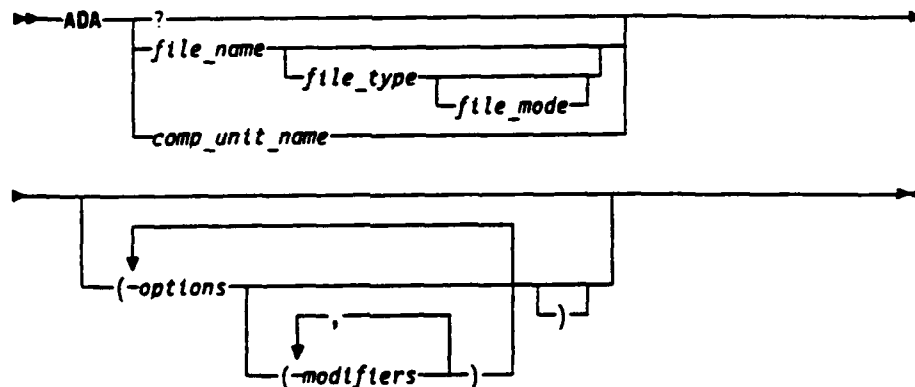 ADA ?
file_name
file_type
file_mode
comp_unit_name
(options
)
,
(modifiers )